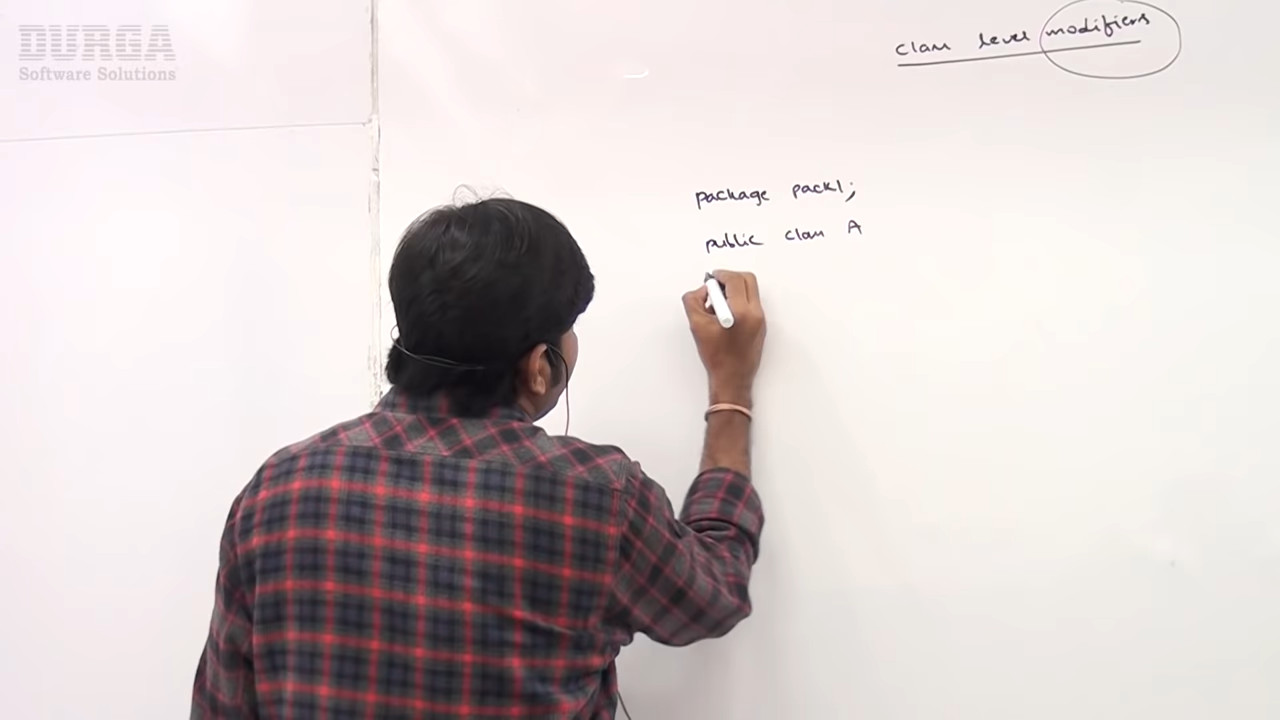 DURGA
Software Solutions
class level modifiers
package pack1;
public class A